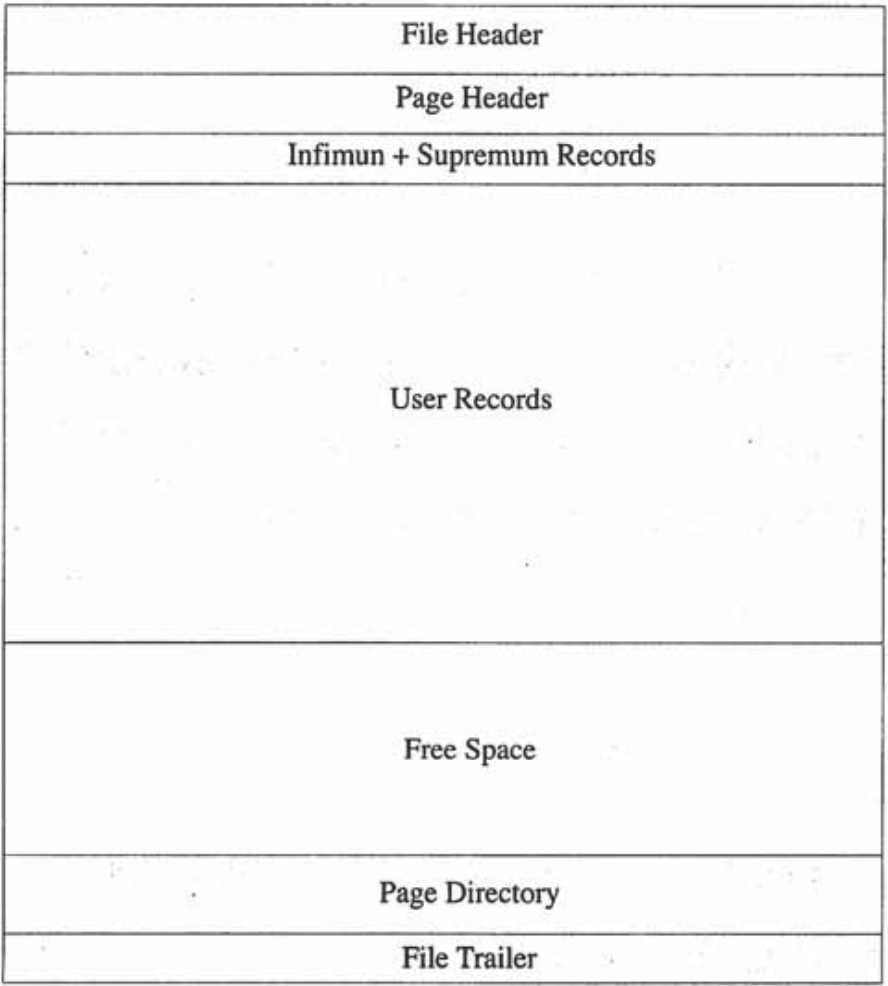 File Header
Page Header
Infimun + Supremum Records
User Records
Free Space
Page Directory
File Trailer